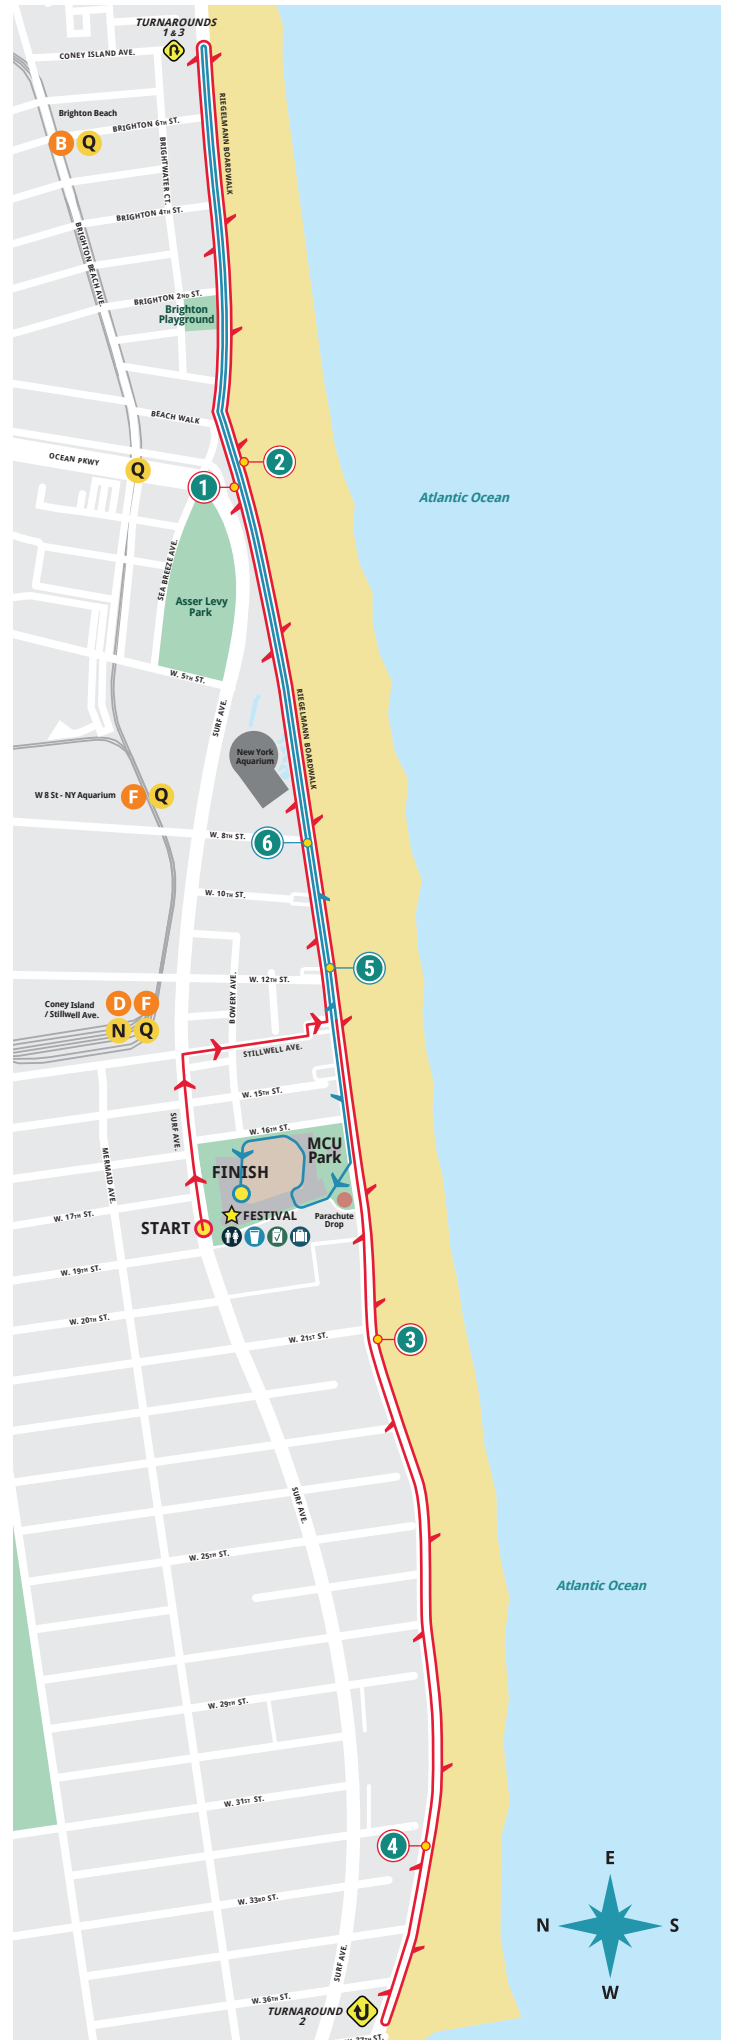 TURNAROUNDS
1 & 3
CONEY ISLAND AVE.
Brighton Beach
B Q
BRIGHTON 6TH ST.
RIEGELMANN BOARDWALK
BRIGHTWATER CT.
BRIGHTON 4TH ST.
BRIGHTON BEACH AVE.
BRIGHTON 2ND ST.
Brighton
Playground
BEACH WALK
OCEAN PKWY
Q
2
1
Atlantic Ocean
SEA BREEZE AVE.
Asser Levy
Park
W. 5TH ST.
SURF AVE.
RIEGELMANN BOARDWALK
New York
Aquarium
W 8 St - NY Aquarium
F Q
W. 8TH ST.
6
W. 10TH ST.
5
W. 12TH ST.
BOWERY AVE.
Coney Island
/ Stillwell Ave.
D F
N Q
STILLWELL AVE.
W. 15TH ST.
SURF AVE.
W. 16TH ST.
MCU
Park
MERMAID AVE.
FINISH
FESTIVAL
START
Parachute
Drop
W. 17TH ST.
W. 19TH ST.
W. 20TH ST.
W. 21ST ST.
3
SURF AVE.
W. 25TH ST.
Atlantic Ocean
W. 29TH ST.
W. 31ST ST.
4
E
N
S
W
W. 33RD ST.
SURF AVE.
W. 36TH ST.
TURNAROUND
2
W. 37TH ST.